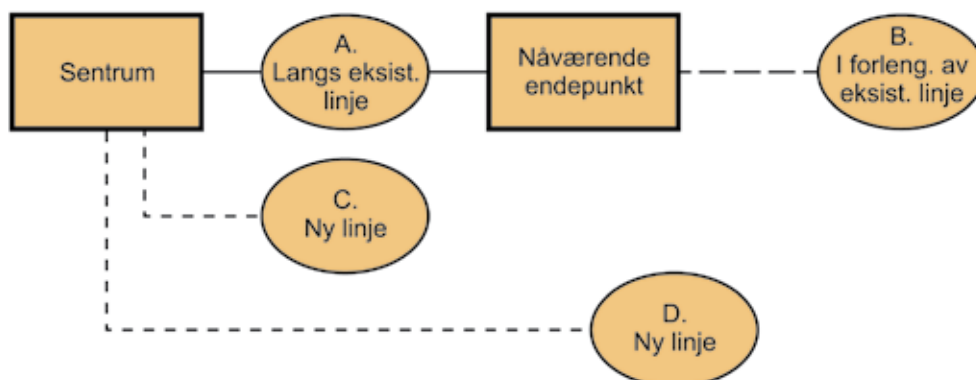 Sentrum
A.
Langs eksist.
linje
Nåværende
endepunkt
B.
I forleng. av
eksist. linje
C.
Ny linje
D.
Ny linje